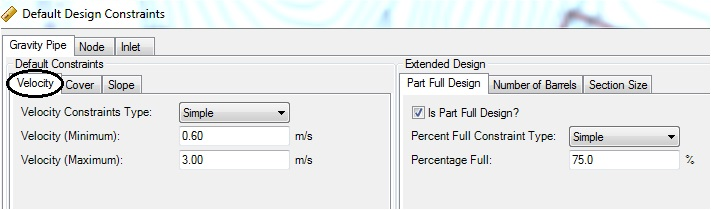 Default Design Constraints
Gravity Pipe Node Inlet
Default Constraints
Velocity Cover Slope
Velocity Constraints Type: Simple
Velocity (Minimum): 0.60 m/s
Velocity (Maximum): 3.00 m/s
Extended Design
Part Full Design Number of Barrels Section Size
Is Part Full Design?
Percent Full Constraint Type: Simple
Percentage Full: 75.0 %